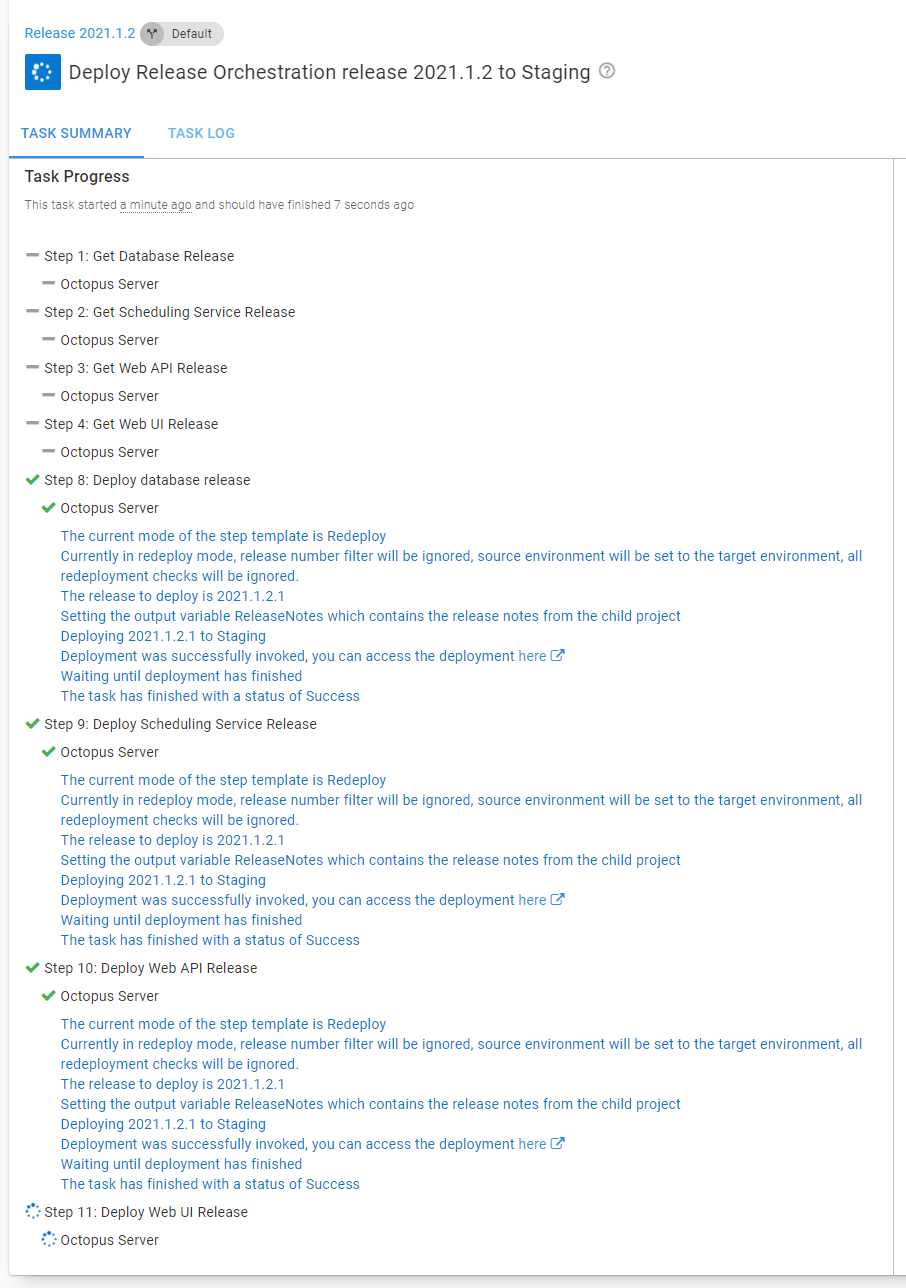 Release 2021.1.2 Default
Deploy Release Orchestration release 2021.1.2 to Staging ?
TASK SUMMARY TASK LOG
Task Progress
This task started a minute ago and should have finished 7 seconds ago
Step 1: Get Database Release
Octopus Server
Step 2: Get Scheduling Service Release
Octopus Server
Step 3: Get Web API Release
Octopus Server
Step 4: Get Web UI Release
Octopus Server
Step 8: Deploy database release
Octopus Server
The current mode of the step template is Redeploy
Currently in redeploy mode, release number filter will be ignored, source environment will be set to the target environment, all
redeployment checks will be ignored.
The release to deploy is 2021.1.2.1
Setting the output variable ReleaseNotes which contains the release notes from the child project
Deploying 2021.1.2.1 to Staging
Deployment was successfully invoked, you can access the deployment here
Waiting until deployment has finished
The task has finished with a status of Success
Step 9: Deploy Scheduling Service Release
Octopus Server
The current mode of the step template is Redeploy
Currently in redeploy mode, release number filter will be ignored, source environment will be set to the target environment, all
redeployment checks will be ignored.
The release to deploy is 2021.1.2.1
Setting the output variable ReleaseNotes which contains the release notes from the child project
Deploying 2021.1.2.1 to Staging
Deployment was successfully invoked, you can access the deployment here
Waiting until deployment has finished
The task has finished with a status of Success
Step 10: Deploy Web API Release
Octopus Server
The current mode of the step template is Redeploy
Currently in redeploy mode, release number filter will be ignored, source environment will be set to the target environment, all
redeployment checks will be ignored.
The release to deploy is 2021.1.2.1
Setting the output variable ReleaseNotes which contains the release notes from the child project
Deploying 2021.1.2.1 to Staging
Deployment was successfully invoked, you can access the deployment here
Waiting until deployment has finished
The task has finished with a status of Success
Step 11: Deploy Web UI Release
Octopus Server